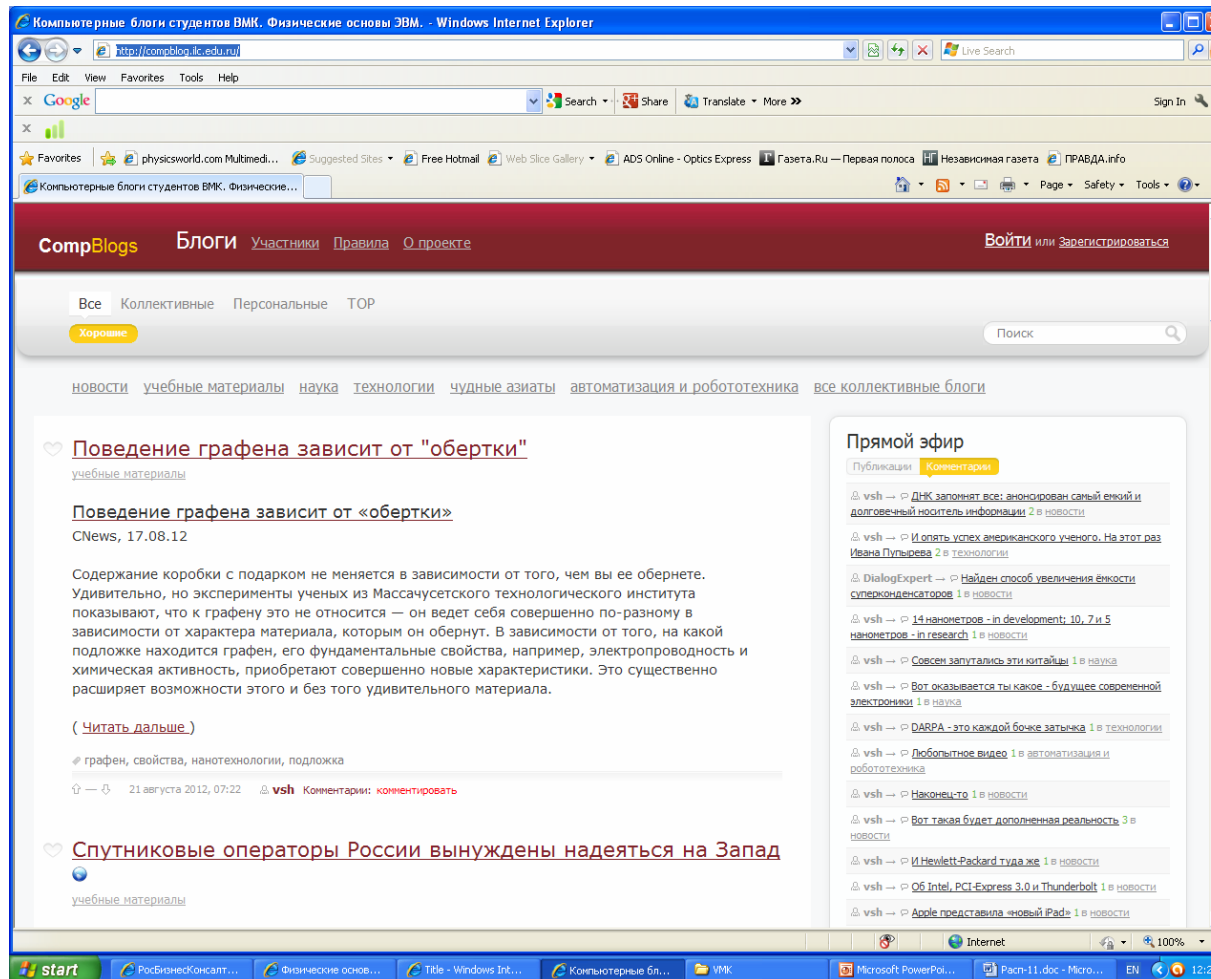 Компьютерные блоги студентов ВМК. Физические основы ЭВМ. - Windows Internet Explorer
http://compblog.ilc.edu.ru/
Live Search
File Edit View Favorites Tools Help
x Google Search Share Translate More » Sign In
x
Favorites physicsworld.com Multimedi... Suggested Sites Free Hotmail Web Slice Gallery ADS Online - Optics Express Газета.Ru — Первая полоса Независимая газета ПРАВДА.info
Компьютерные блоги студентов ВМК. Физические...
Page Safety Tools
CompBlogs Блоги Участники Правила О проекте Войти или Зарегистрироваться
Все Коллективные Персональные TOP
Хорошие
Поиск
новости учебные материалы наука технологии чудные азиаты автоматизация и робототехника все коллективные блоги
Поведение графена зависит от "обертки"
учебные материалы
Поведение графена зависит от «обертки»
CNews, 17.08.12
Содержание коробки с подарком не меняется в зависимости от того, чем вы ее обернете.
Удивительно, но эксперименты ученых из Массачусетского технологического института
показывают, что к графену это не относится — он ведет себя совершенно по-разному в
зависимости от характера материала, которым он обернут. В зависимости от того, на какой
подложке находится графен, его фундаментальные свойства, например, электропроводность и
химическая активность, приобретают совершенно новые характеристики. Это существенно
расширяет возможности этого и без того удивительного материала.
( Читать дальше )
графен, свойства, нанотехнологии, подложка
21 августа 2012, 07:22 vsh Комментарии: комментировать
Спутниковые операторы России вынуждены надеяться на Запад
учебные материалы
Прямой эфир
Публикации Комментарии
vsh → ДНК запомнят все: анонсирован самый емкий и
долговечный носитель информации 2 в новости
vsh → И опять успех американского ученого. На этот раз
Ивана Пупырева 2 в технологии
DialogExpert → Найден способ увеличения ёмкости
суперконденсаторов 1 в новости
vsh → 14 нанометров - in development; 10, 7 и 5
нанометров - in research 1 в новости
vsh → Совсем запутались эти китайцы 1 в наука
vsh → Вот оказывается ты какое - будущее современной
электроники 1 в наука
vsh → DARPA - это каждой бочке затычка 1 в технологии
vsh → Любопытное видео 1 в автоматизация и
робототехника
vsh → Наконец-то 1 в новости
vsh → Вот такая будет дополненная реальность 3 в
новости
vsh → И Hewlett-Packard туда же 1 в новости
vsh → Об Intel, PCI-Express 3.0 и Thunderbolt 1 в новости
vsh → Apple представила «новый iPad» 1 в новости
Internet 100%
start РосБизнесКонсалт... Физические основ... Title - Windows Int... Компьютерные бл... VMK Microsoft PowerPoi... Расп-11.doc - Micro... EN